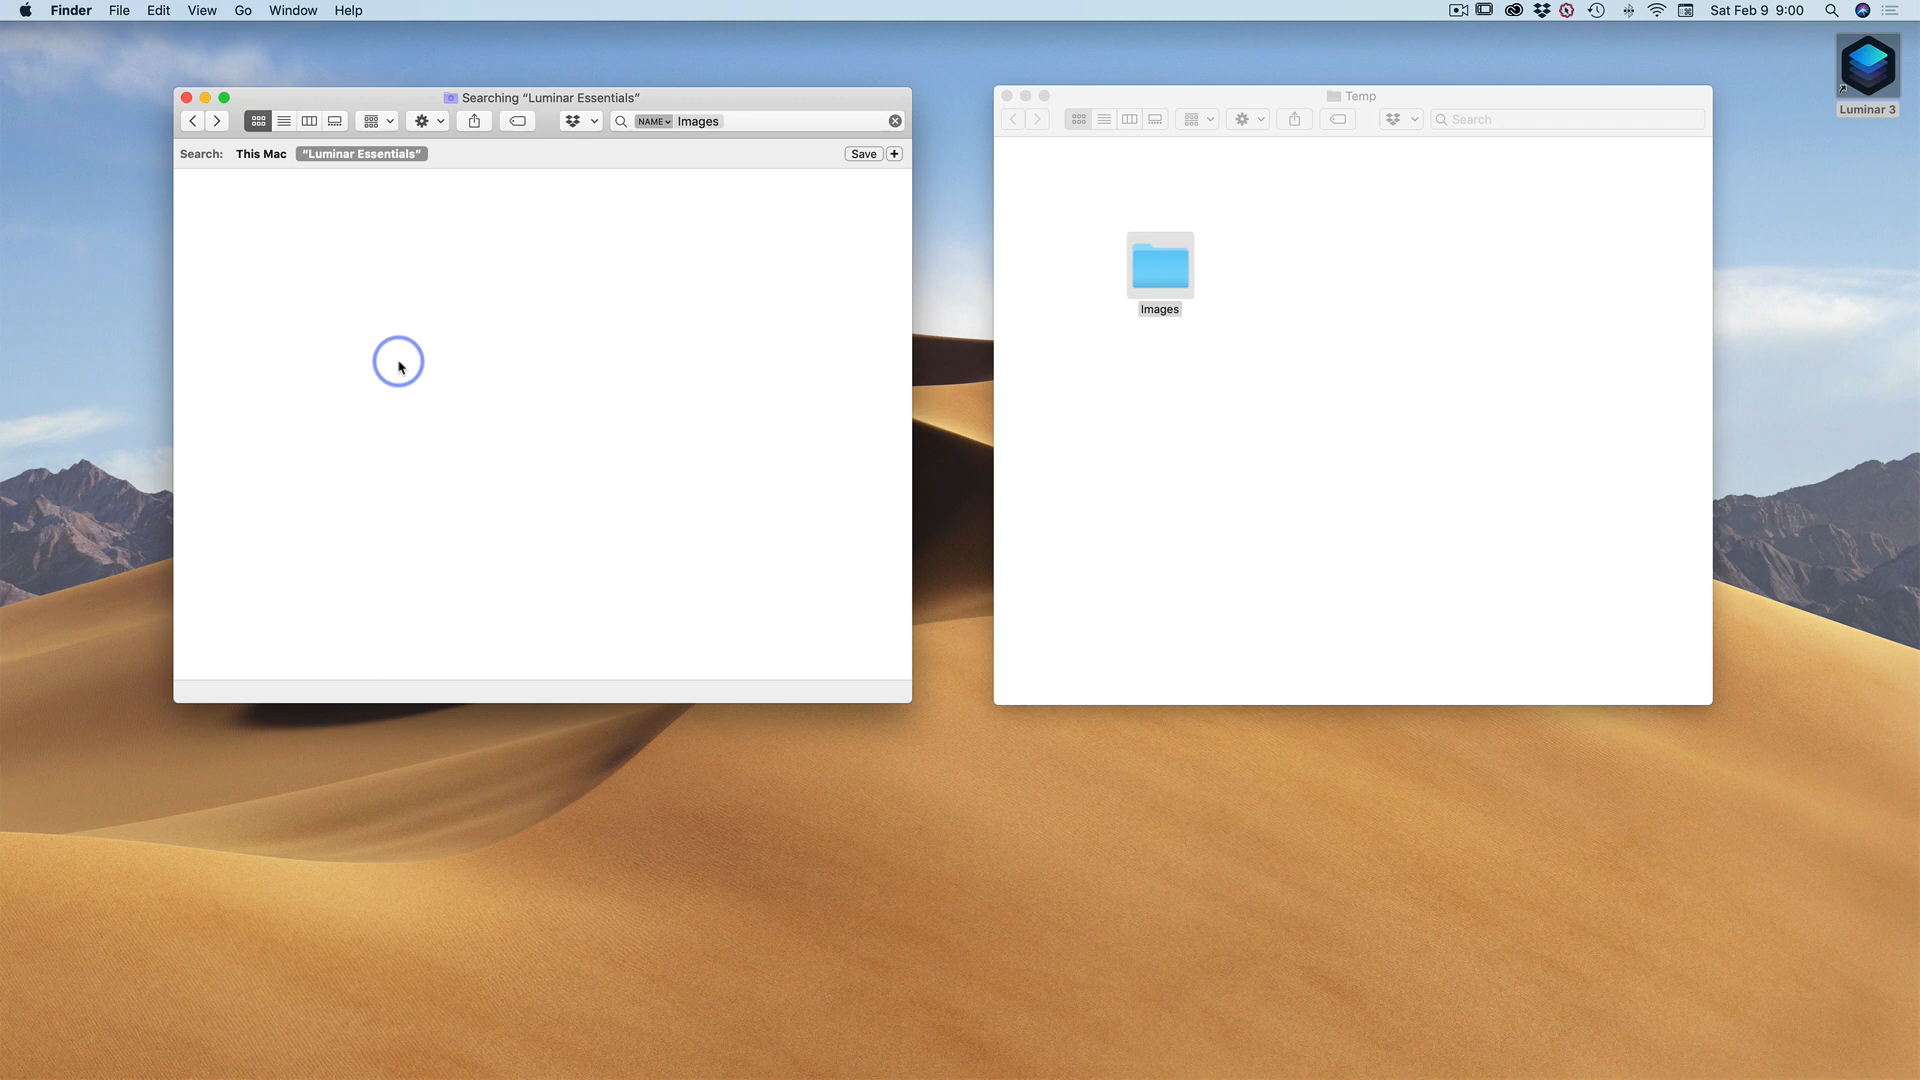 Finder File Edit View Go Window Help
Sat Feb 9 9:00
Luminar 3
Searching “Luminar Essentials”
NAME Images
Search: This Mac “Luminar Essentials” Save
Temp
Search
Images